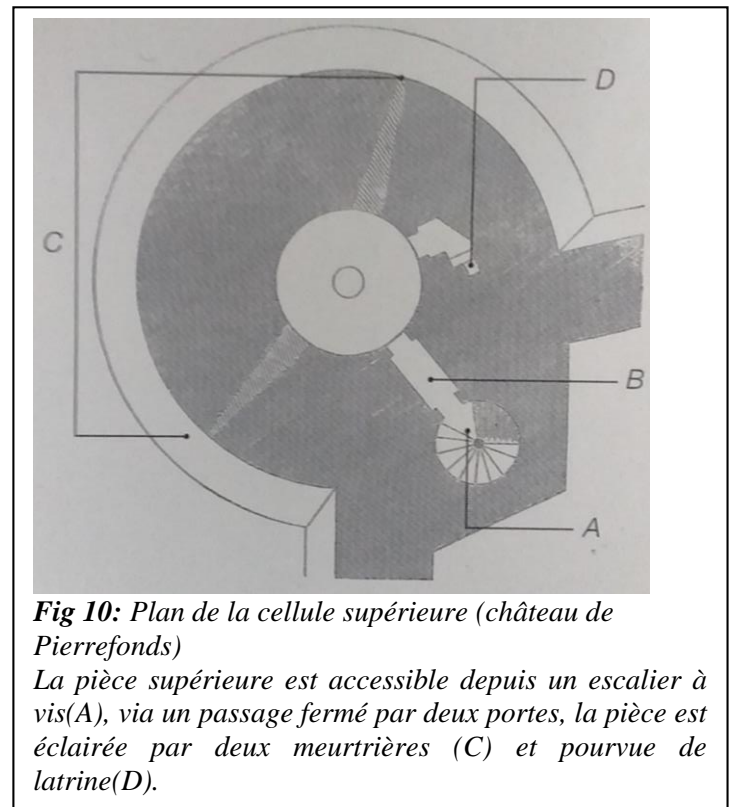 D
C
B
A
Fig 10: Plan de la cellule supérieure (château de
Pierrefonds)
La pièce supérieure est accessible depuis un escalier à
vis(A), via un passage fermé par deux portes, la pièce est
éclairée par deux meurtrières (C) et pourvue de
latrine(D).